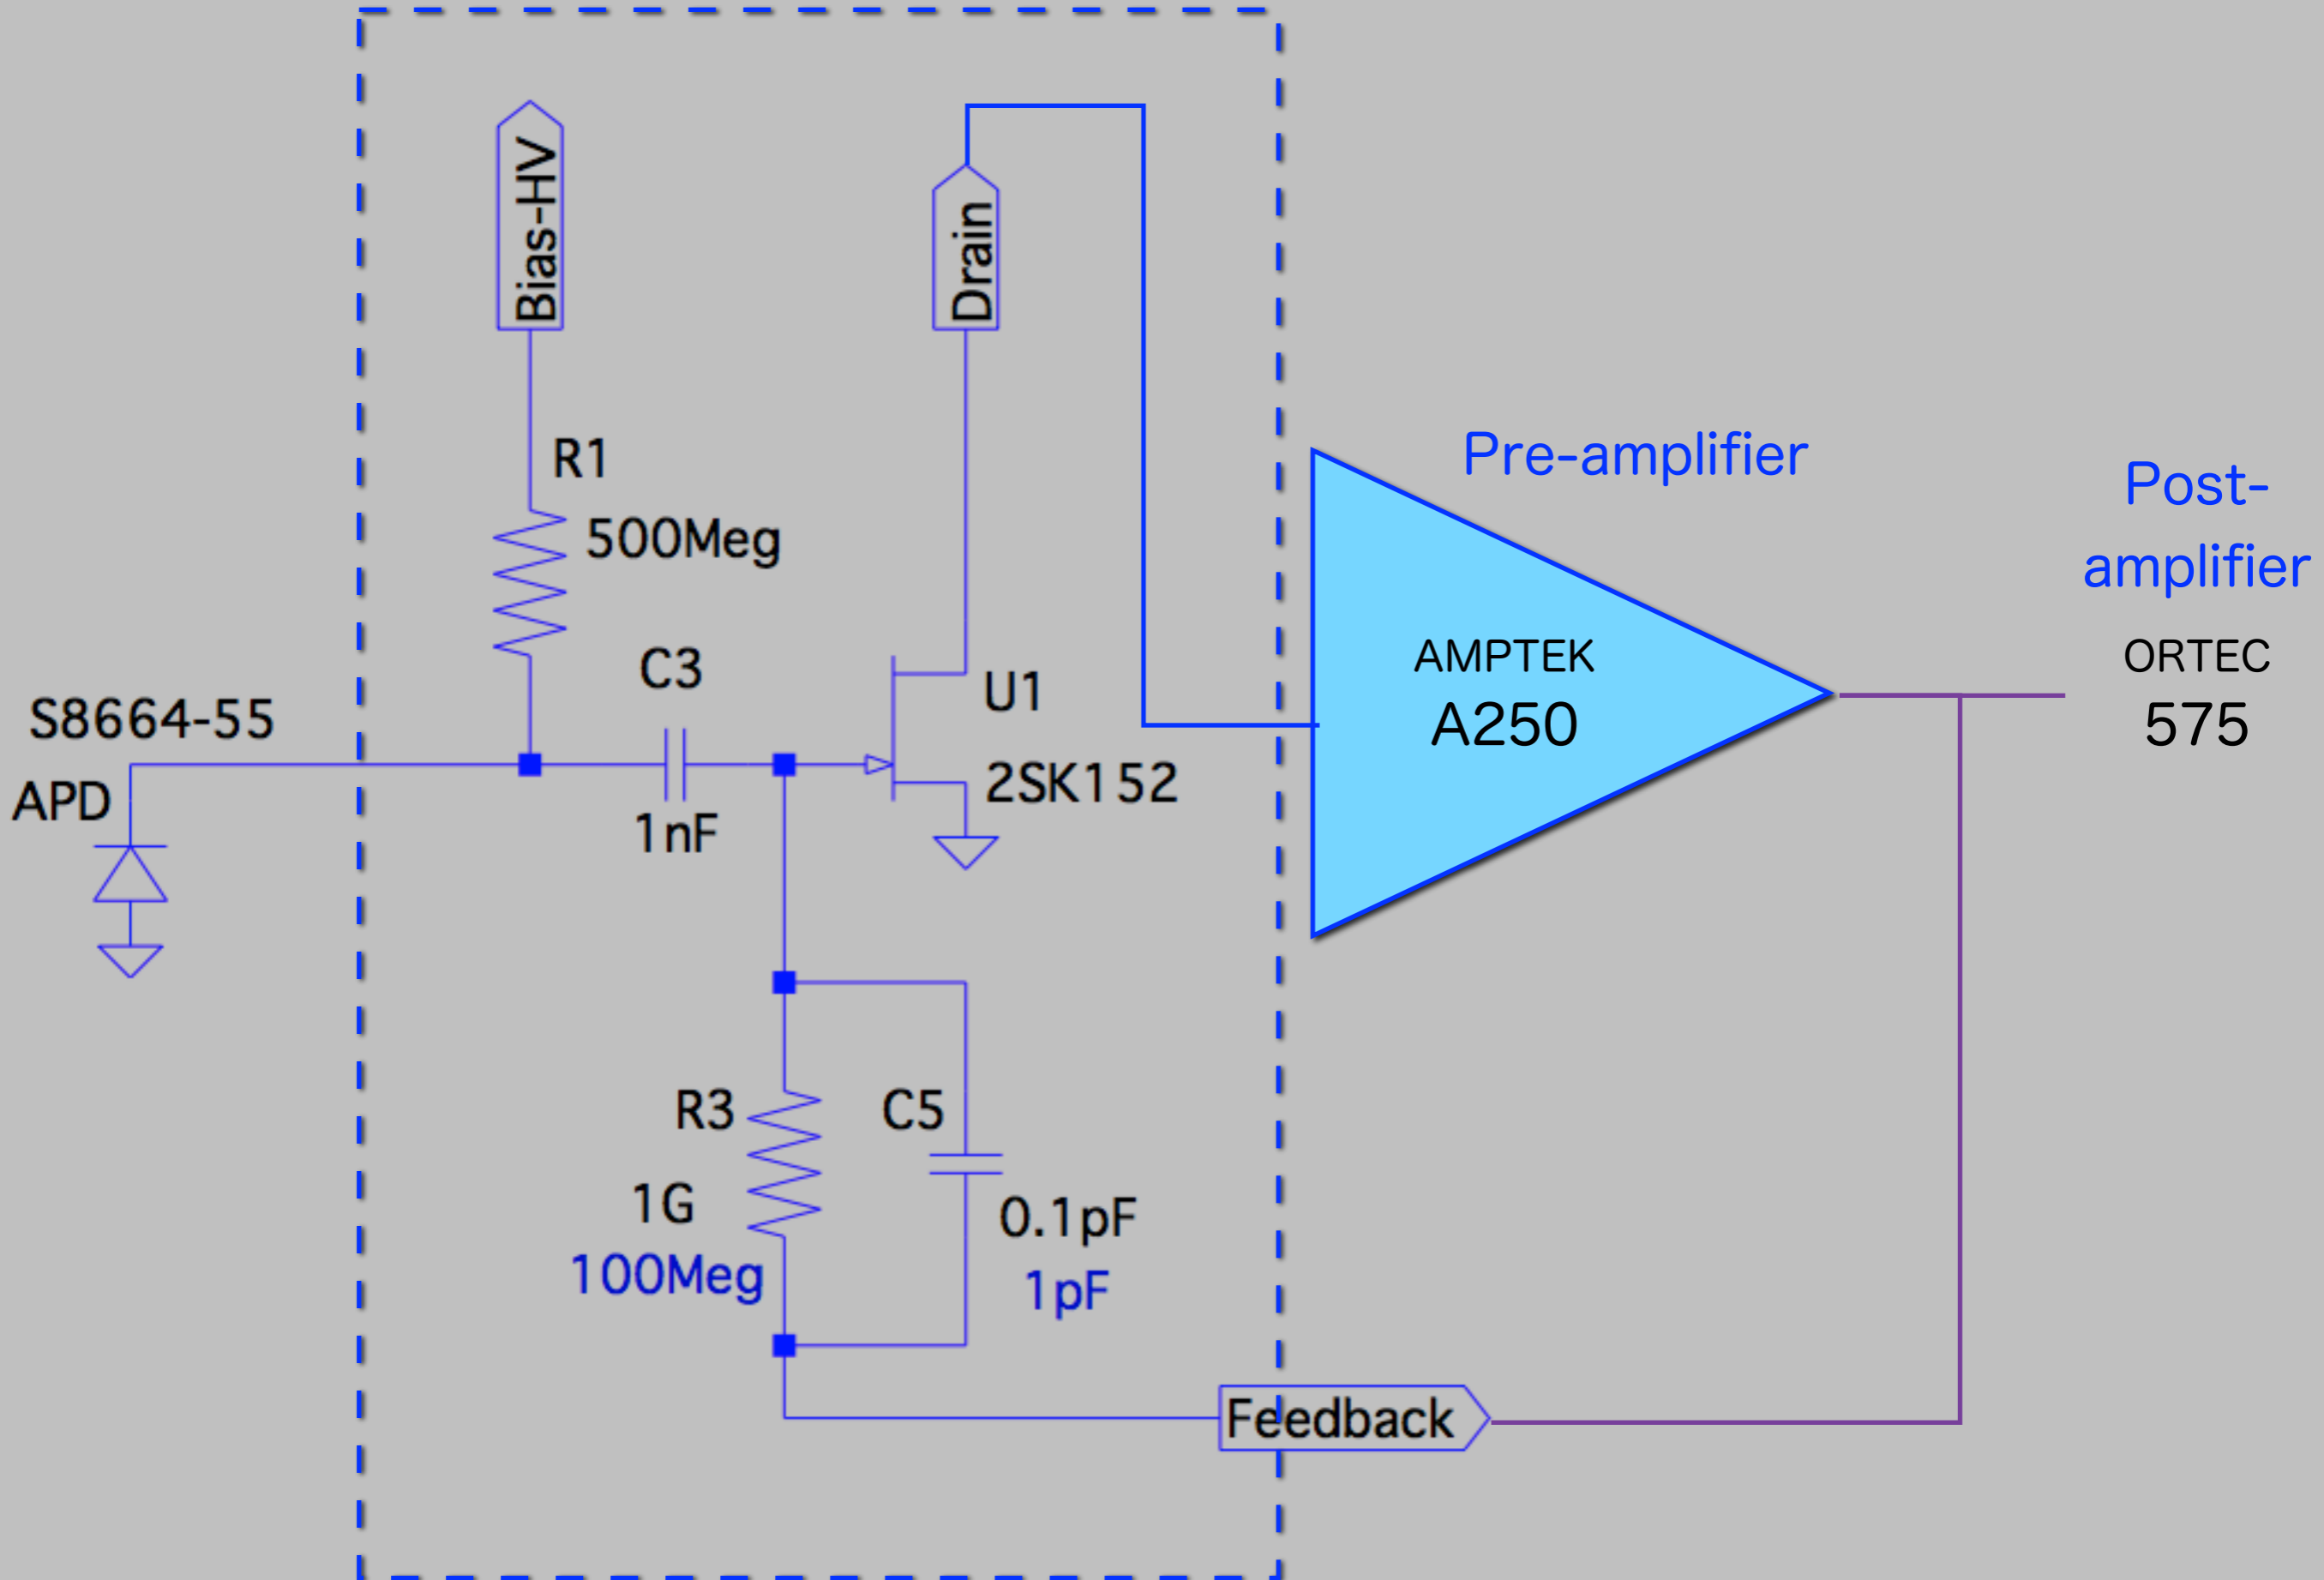 Bias-HV
Drain
R1
500Meg
Pre-amplifier
Post-
amplifier
C3
S8664-55
APD
U1
2SK152
1nF
AMPTEK
A250
ORTEC
575
R3
C5
1G
100Meg
0.1pF
1pF
Feedback